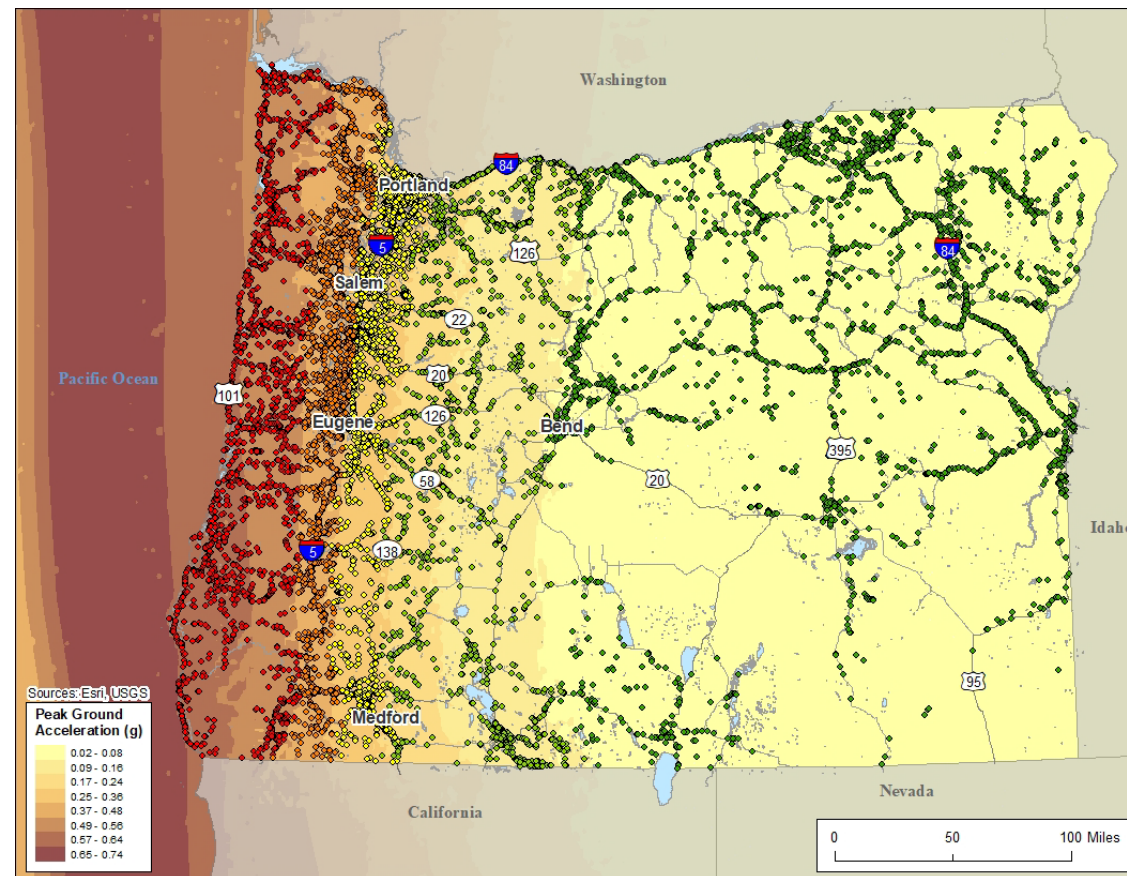 Washington
84
Portland
5
84
126
Salem
22
Pacific Ocean
20
101
126
Eugene
Bend
395
58
20
Idaho
5
138
95
Sources: Esri, USGS
Peak Ground
Acceleration (g)
0.02 - 0.08
0.09 - 0.16
0.17 - 0.24
0.25 - 0.36
0.37 - 0.48
0.49 - 0.56
0.57 - 0.64
0.65 - 0.74
Medford
California
Nevada
0 50 100 Miles